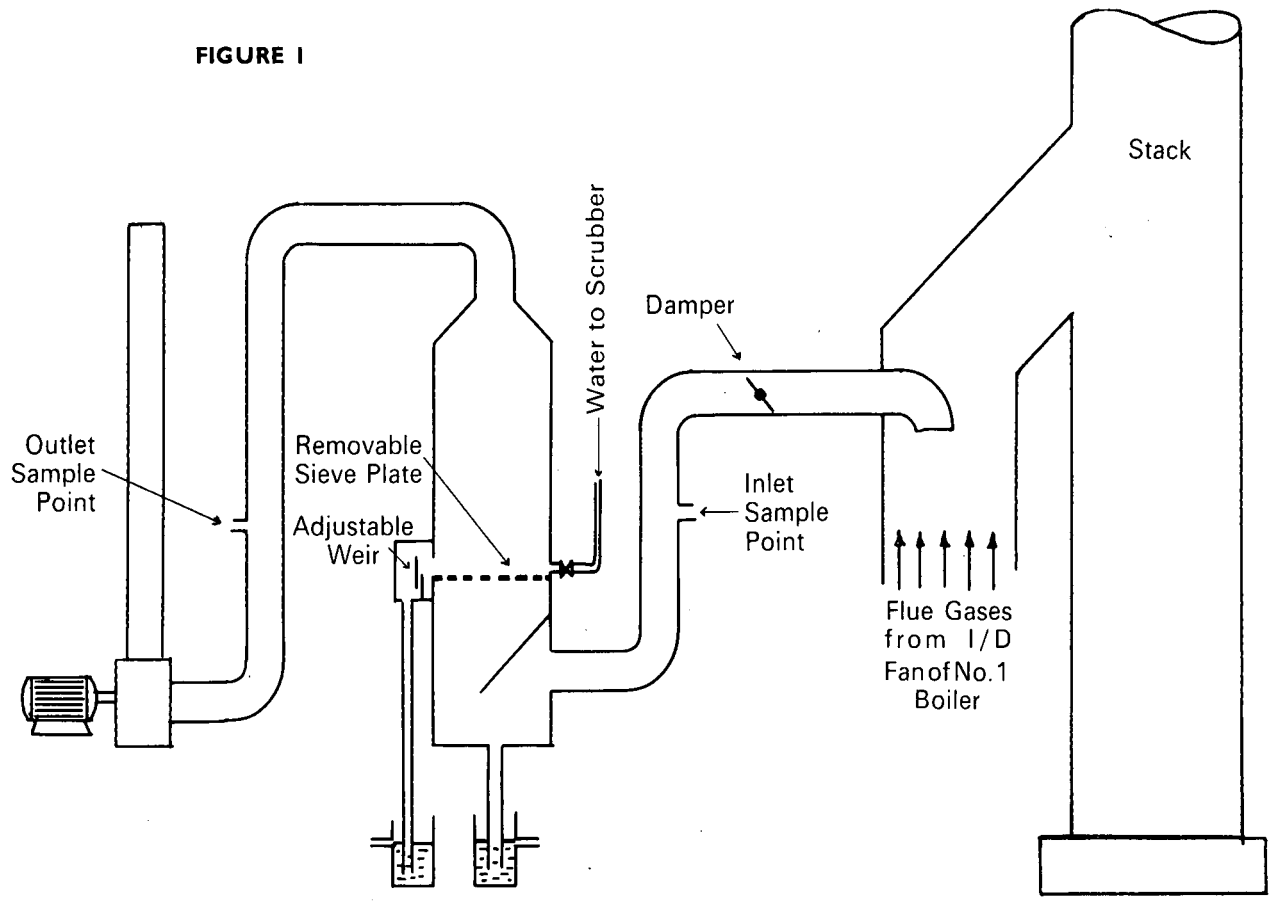 FIGURE I
Stack
Water to Scrubber
Damper
Outlet
Sample
Point
Removable
Sieve Plate
Adjustable
Weir
Inlet
Sample
Point
Flue Gases
from I/D
Fan of No.1
Boiler